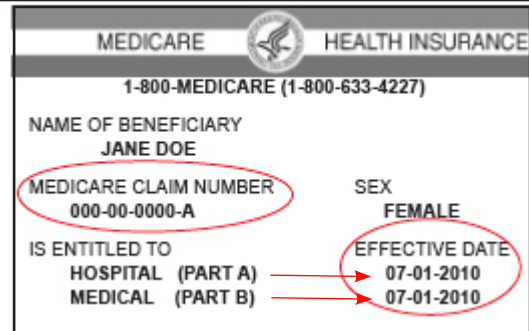 MEDICARE HEALTH INSURANCE
1-800-MEDICARE (1-800-633-4227)
NAME OF BENEFICIARY
JANE DOE
MEDICARE CLAIM NUMBER SEX
000-00-0000-A FEMALE
IS ENTITLED TO EFFECTIVE DATE
HOSPITAL (PART A) 07-01-2010
MEDICAL (PART B) 07-01-2010